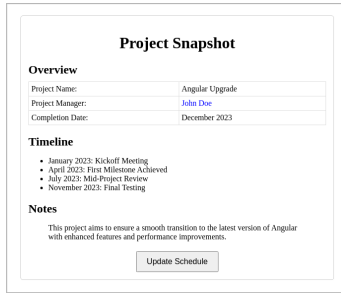 Project Snapshot
Overview
Project Name: Angular Upgrade
Project Manager: John Doe
Completion Date: December 2023
Timeline
• January 2023: Kickoff Meeting
• April 2023: First Milestone Achieved
• July 2023: Mid-Project Review
• November 2023: Final Testing
Notes
This project aims to ensure a smooth transition to the latest version of Angular
with enhanced features and performance improvements.
Update Schedule